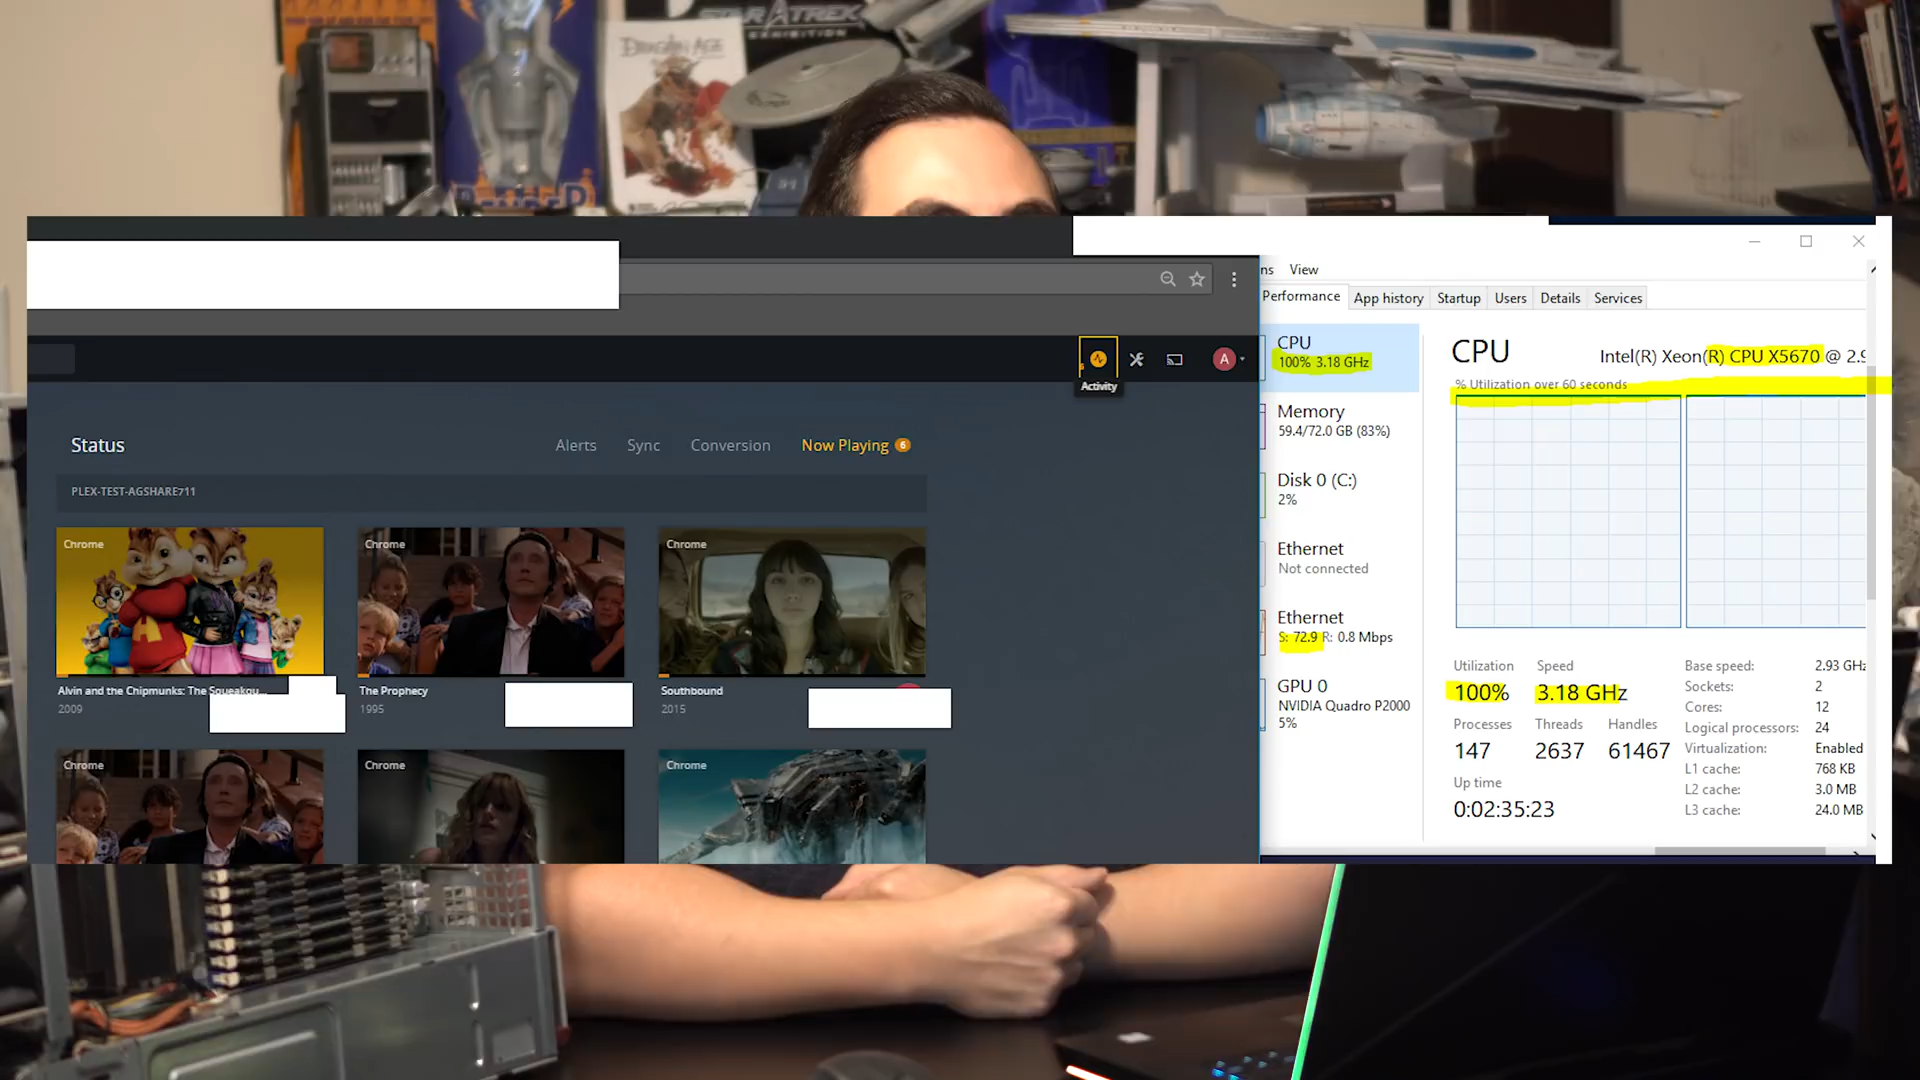 STAR TREK
EXHIBITION
DRAGON AGE
ns View
Performance App history Startup Users Details Services
CPU
100% 3.18 GHz
CPU Intel(R) Xeon(R) CPU X5670 @ 2.9
% Utilization over 60 seconds
Activity
A
Memory
59.4/72.0 GB (83%)
Status Alerts Sync Conversion Now Playing 6
Disk 0 (C:)
2%
PLEX-TEST-AGSHARE711
Chrome Chrome Chrome
Ethernet
Not connected
Ethernet
S: 72.9 R: 0.8 Mbps
Alvin and the Chipmunks: The Squeakqu...
2009
The Prophecy
1995
Southbound
2015
GPU 0
NVIDIA Quadro P2000
5%
Utilization Speed
100% 3.18 GHz
Processes Threads Handles
147 2637 61467
Up time
0:02:35:23
Base speed: 2.93 GHz
Sockets: 2
Cores: 12
Logical processors: 24
Virtualization: Enabled
L1 cache: 768 KB
L2 cache: 3.0 MB
L3 cache: 24.0 MB
Chrome Chrome Chrome